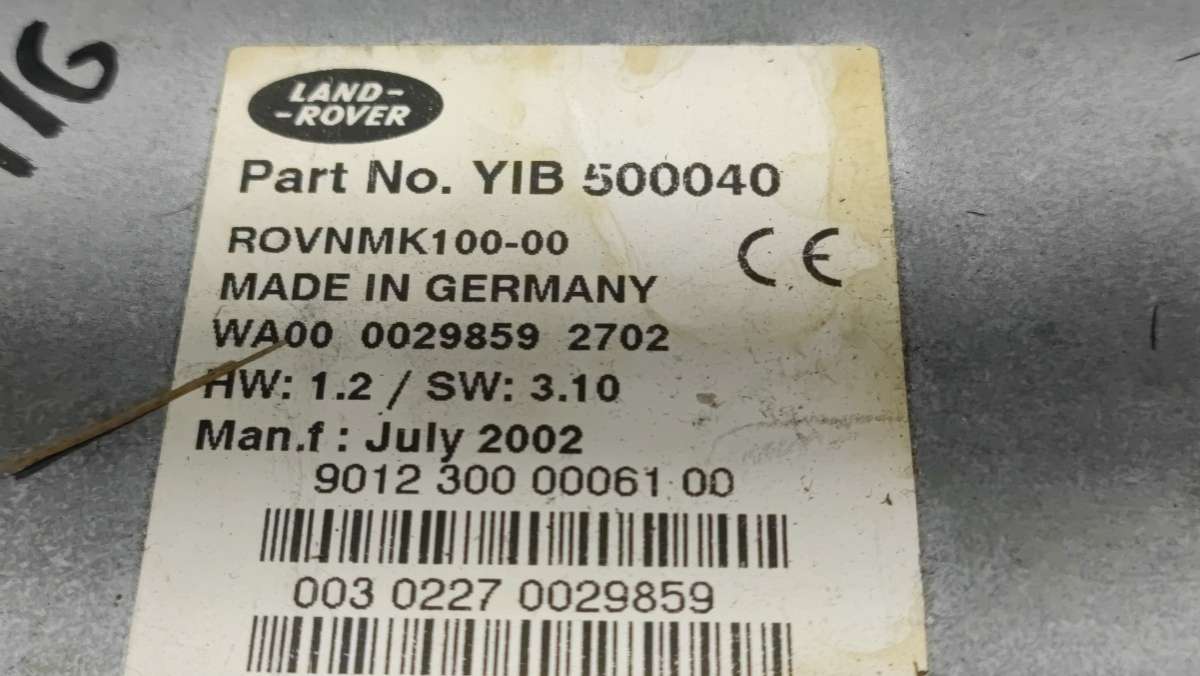 LAND-
-ROVER
Part No. YIB 500040
ROVNMK100-00
CE
MADE IN GERMANY
WA00 0029859 2702
HW: 1.2 / SW: 3.10
Man.f : July 2002
9012 300 00061 00
003 0227 0029859